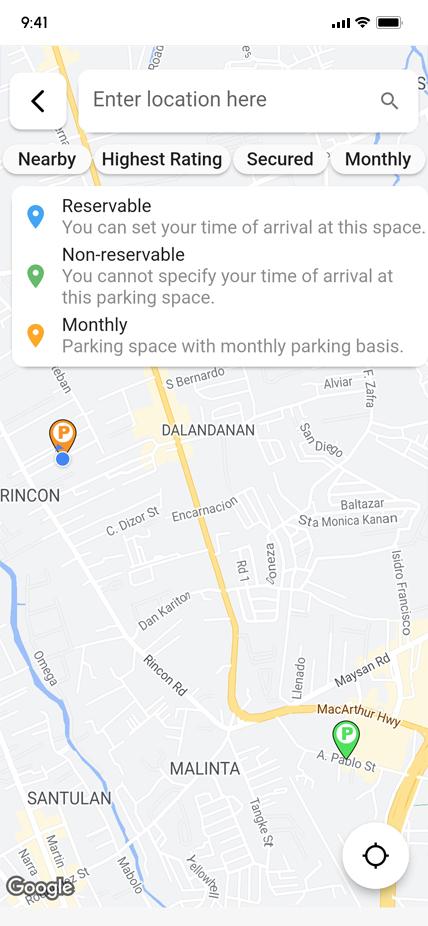 9:41
Road
S
Enter location here
Nearby
Highest Rating
Secured
Monthly
Reservable
You can set your time of arrival at this space.
Non-reservable
You cannot specify your time of arrival at
this parking space.
Monthly
Parking space with monthly parking basis.
eban
S Bernardo
Alviar
F. Zafra
P
DALANDANAN
San Diego
RINCON
C. Dizor St
Encarnacion
Baltazar
Sta Monica Kanan
Rd 1
Oneza
Isidro Francisco
Dan Karitor
Omega
Rincon Rd
Llenado
Maysan Rd
MacArthur Hwy
P
A. Pablo St
MALINTA
SANTULAN
Tangke St
Martin
Narra
Mabolo
Yellowbell
Google